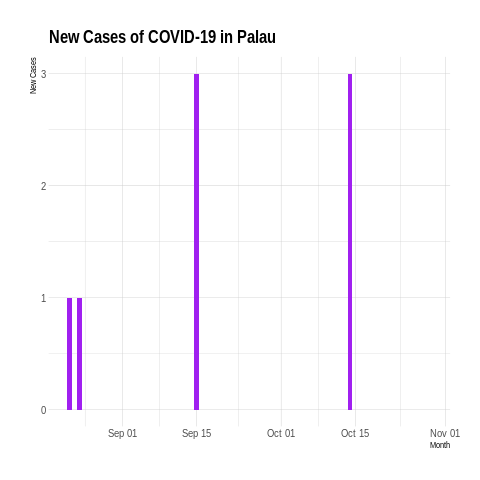 New Cases of COVID-19 in Palau
New Cases
3
2
1
0
Sep 01 Sep 15 Oct 01 Oct 15 Nov 01
Month